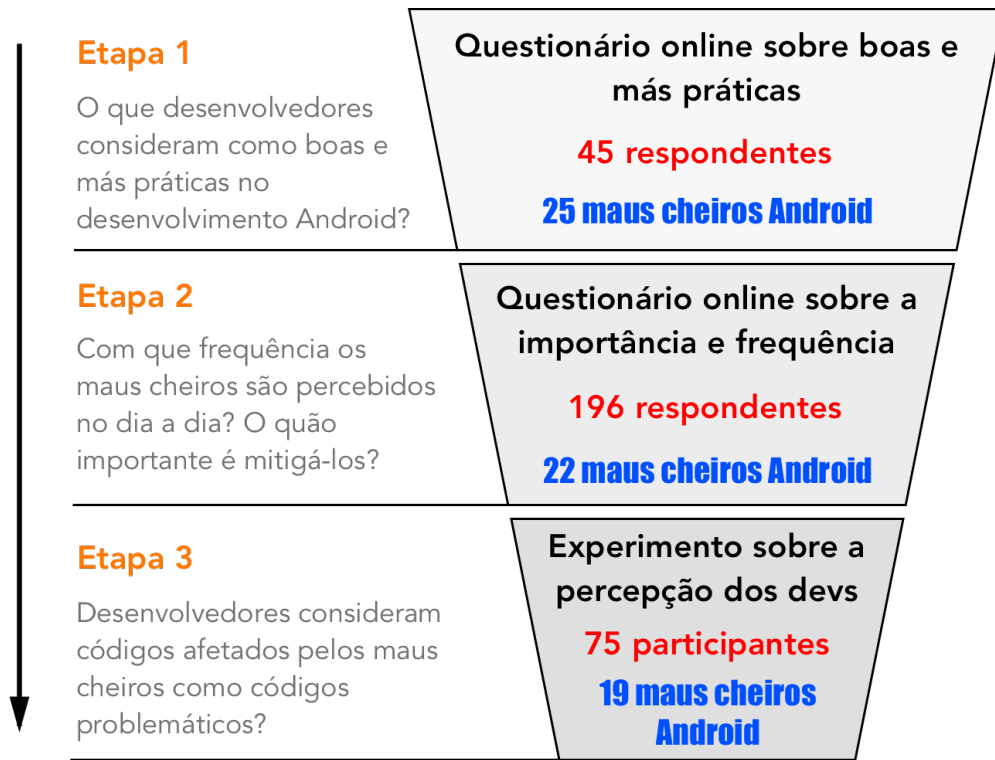 Etapa 1
O que desenvolvedores
consideram como boas e
más práticas no
desenvolvimento Android?
Questionário online sobre boas e
más práticas
45 respondentes
25 maus cheiros Android
Etapa 2
Com que frequência os
maus cheiros são percebidos
no dia a dia? O quão
importante é mitigá-los?
Questionário online sobre a
importância e frequência
196 respondentes
22 maus cheiros Android
Etapa 3
Desenvolvedores consideram
códigos afetados pelos maus
cheiros como códigos
problemáticos?
Experimento sobre a
percepção dos devs
75 participantes
19 maus cheiros
Android